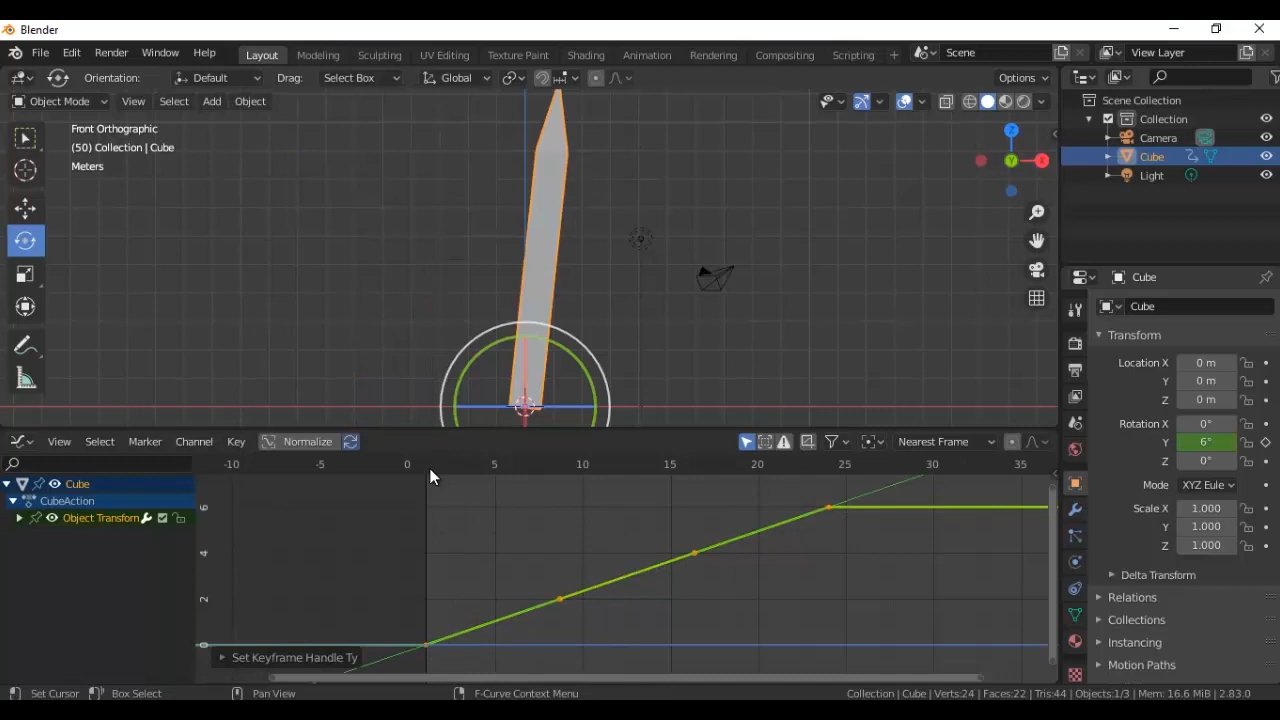 Blender
File Edit Render Window Help Layout Modeling Sculpting UV Editing Texture Paint Shading Animation Rendering Compositing Scripting + Scene View Layer
Orientation: Default Drag: Select Box Global Options
Object Mode View Select Add Object
Front Orthographic
(50) Collection | Cube
Meters
Z
Y
X
Scene Collection
Collection
Camera
Cube
Light
Cube
Cube
Transform
Location X 0 m
Y 0 m
Z 0 m
Rotation X 0°
Y 6°
Z 0°
Mode XYZ Eule
Scale X 1.000
Y 1.000
Z 1.000
Delta Transform
Relations
Collections
Instancing
Motion Paths
View Select Marker Channel Key Normalize Nearest Frame
-10 -5 0 5 10 15 20 25 30 35
Cube
CubeAction
Object Transform
6
4
2
0
Set Keyframe Handle Ty
Set Cursor Box Select Pan View F-Curve Context Menu Collection | Cube | Verts:24 | Faces:22 | Tris:44 | Objects:1/3 | Mem: 16.6 MiB | 2.83.0